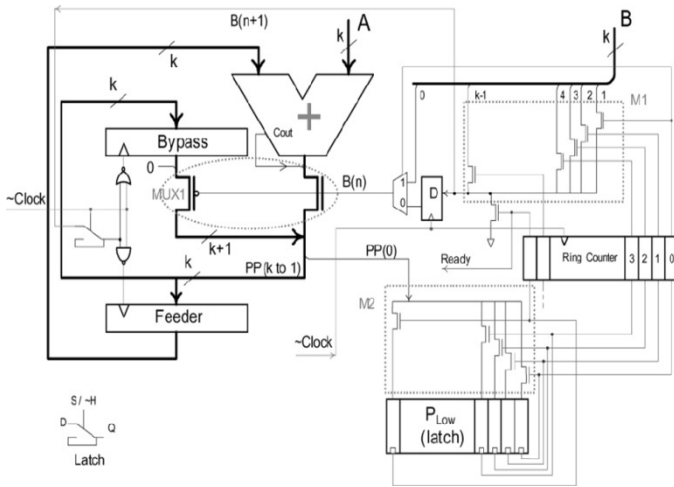 B(n+1)
k
A
k
B
k
k
+
Cout
0
k-1
4
3
2
1
M1
Bypass
0
MUX1
B(n)
1
0
D
~Clock
k+1
k
PP(k to 1)
PP(0)
Ready
Ring Counter
3
2
1
0
Feeder
M2
~Clock
S / ~H
D
Q
Latch
PLow
(latch)